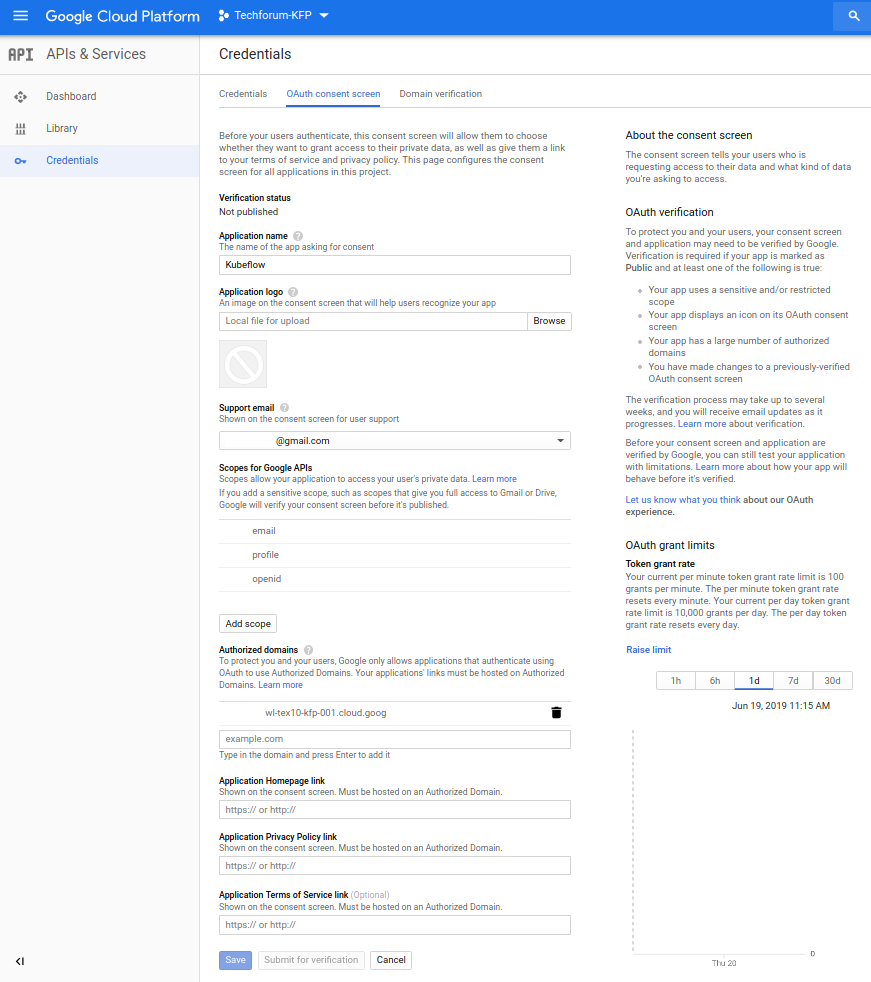 Google Cloud Platform
Techforum-KFP
API APIs & Services
Dashboard
Library
Credentials
Credentials
Credentials OAuth consent screen Domain verification
Before your users authenticate, this consent screen will allow them to choose
whether they want to grant access to their private data, as well as give them a link
to your terms of service and privacy policy. This page configures the consent
screen for all applications in this project.
Verification status
Not published
Application name ?
The name of the app asking for consent
Kubeflow
Application logo ?
An image on the consent screen that will help users recognize your app
Local file for upload Browse
Support email ?
Shown on the consent screen for user support
@gmail.com
Scopes for Google APIs
Scopes allow your application to access your user's private data. Learn more
If you add a sensitive scope, such as scopes that give you full access to Gmail or Drive,
Google will verify your consent screen before it's published.
email
profile
openid
Add scope
Authorized domains ?
To protect you and your users, Google only allows applications that authenticate using
OAuth to use Authorized Domains. Your applications' links must be hosted on Authorized
Domains. Learn more
wl-tex10-kfp-001.cloud.goog
example.com
Type in the domain and press Enter to add it
Application Homepage link
Shown on the consent screen. Must be hosted on an Authorized Domain.
https:// or http://
Application Privacy Policy link
Shown on the consent screen. Must be hosted on an Authorized Domain.
https:// or http://
Application Terms of Service link (Optional)
Shown on the consent screen. Must be hosted on an Authorized Domain.
https:// or http://
Save Submit for verification Cancel
About the consent screen
The consent screen tells your users who is
requesting access to their data and what kind of data
you're asking to access.
OAuth verification
To protect you and your users, your consent screen
and application may need to be verified by Google.
Verification is required if your app is marked as
Public and at least one of the following is true:
Your app uses a sensitive and/or restricted
scope
Your app displays an icon on its OAuth consent
screen
Your app has a large number of authorized
domains
You have made changes to a previously-verified
OAuth consent screen
The verification process may take up to several
weeks, and you will receive email updates as it
progresses. Learn more about verification.
Before your consent screen and application are
verified by Google, you can still test your application
with limitations. Learn more about how your app will
behave before it's verified.
Let us know what you think about our OAuth
experience.
OAuth grant limits
Token grant rate
Your current per minute token grant rate limit is 100
grants per minute. The per minute token grant rate
resets every minute. Your current per day token grant
rate limit is 10,000 grants per day. The per day token
grant rate resets every day.
Raise limit
1h 6h 1d 7d 30d
Jun 19, 2019 11:15 AM
0
Thu 20